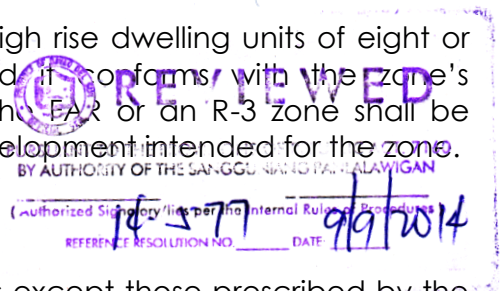 igh rise dwelling units of eight or
d it conforms with the zone's
REVIEWED
FAR or an R-3 zone shall be
elopment intended for the zone.
BY AUTHORITY OF THE SANGGUNIANG PANLALAWIGAN
(Authorized Signatory/ies per the Internal Rules of Procedures
REFERENCE RESOLUTION NO. 14-577 DATE 9/9/2014
except those prescribed by the